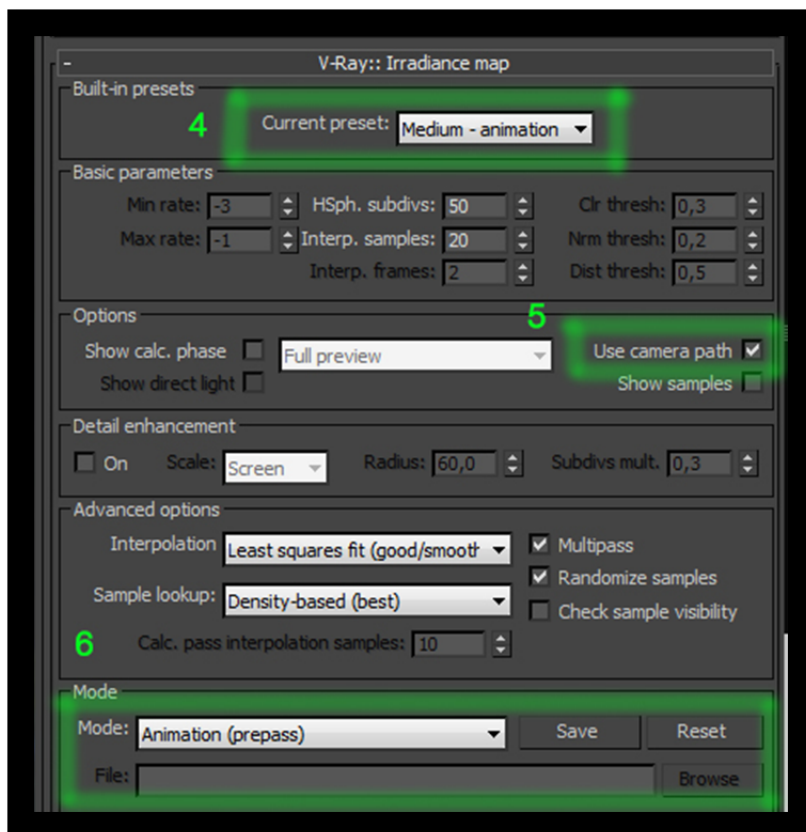 - V-Ray:: Irradiance map
Built-in presets
4 Current preset: Medium - animation
Basic parameters
Min rate: -3 HSph. subdivs: 50 Clr thresh: 0,3
Max rate: -1 Interp. samples: 20 Nrm thresh: 0,2
Interp. frames: 2 Dist thresh: 0,5
Options 5
Show calc. phase Full preview Use camera path
Show direct light Show samples
Detail enhancement
On Scale: Screen Radius: 60,0 Subdivs mult. 0,3
Advanced options
Interpolation Least squares fit (good/smooth Multipass
Randomize samples
Sample lookup: Density-based (best) Check sample visibility
6 Calc. pass interpolation samples: 10
Mode
Mode: Animation (prepass) Save Reset
File: Browse